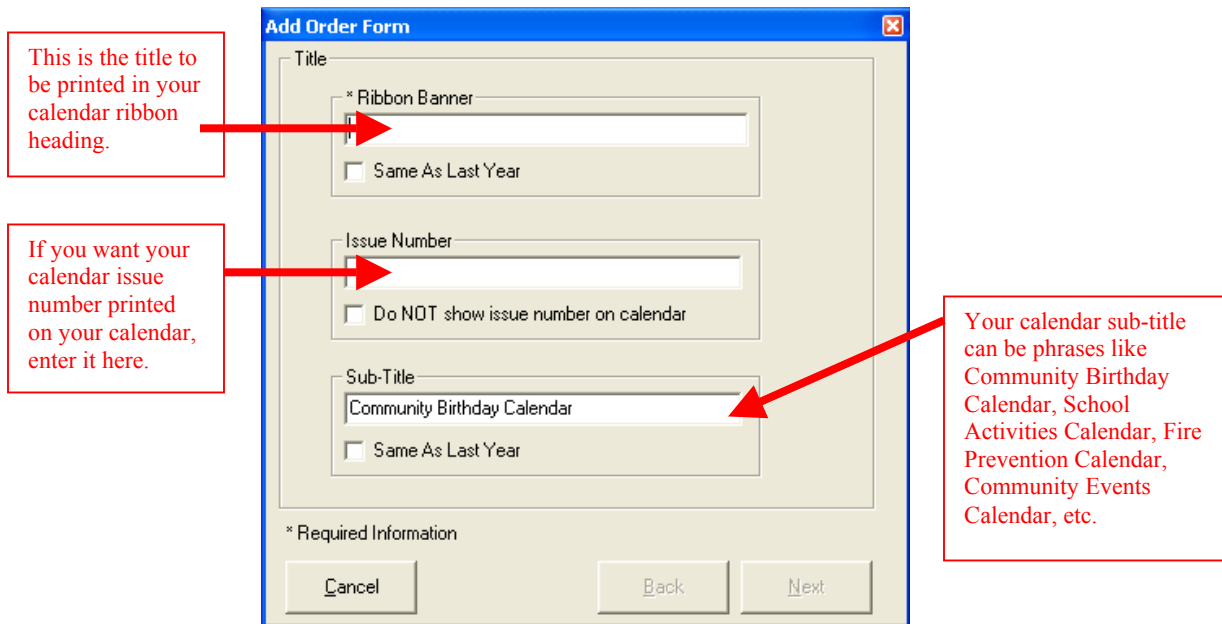 Add Order Form
This is the title to
be printed in your
calendar ribbon
heading.
Title
* Ribbon Banner
Same As Last Year
If you want your
calendar issue
number printed
on your calendar,
enter it here.
Issue Number
Do NOT show issue number on calendar
Your calendar sub-title
can be phrases like
Community Birthday
Calendar, School
Activities Calendar, Fire
Prevention Calendar,
Community Events
Calendar, etc.
Sub-Title
Community Birthday Calendar
Same As Last Year
* Required Information
Cancel
Back
Next